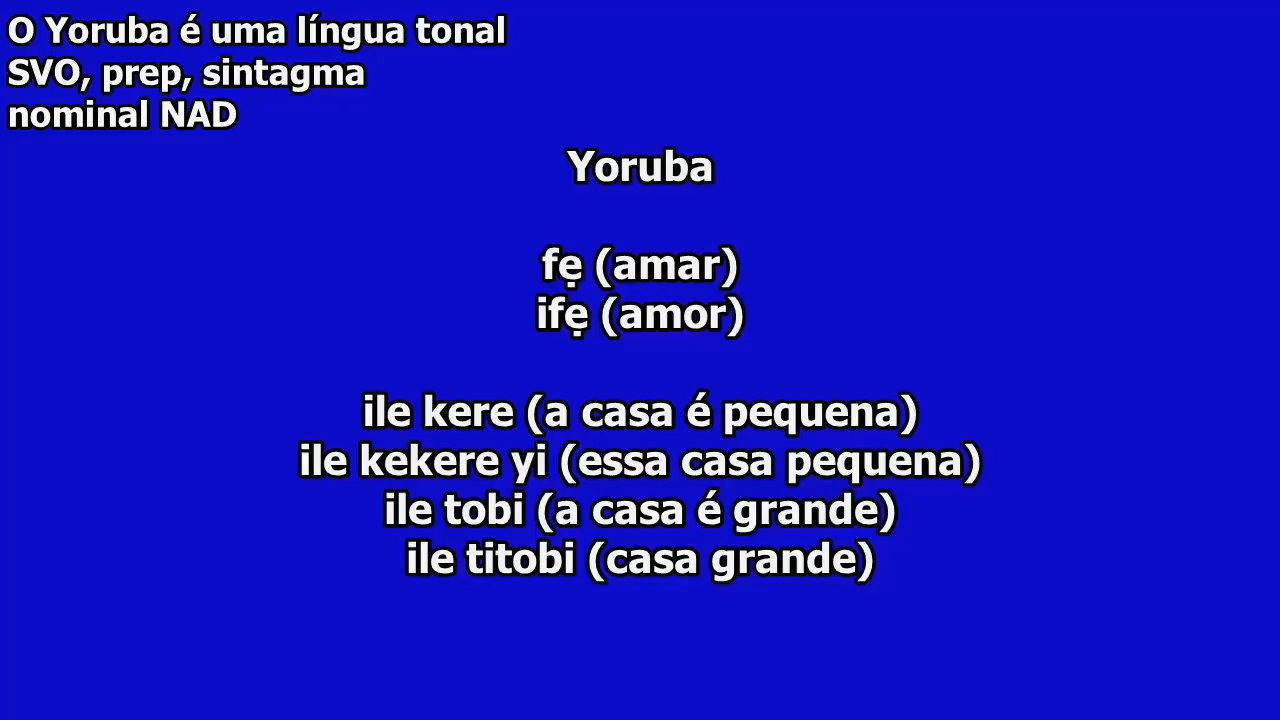 O Yoruba é uma língua tonal
SVO, prep, sintagma
nominal NAD
Yoruba
fẹ (amar)
ifẹ (amor)
ile kere (a casa é pequena)
ile kekere yi (essa casa pequena)
ile tobi (a casa é grande)
ile titobi (casa grande)